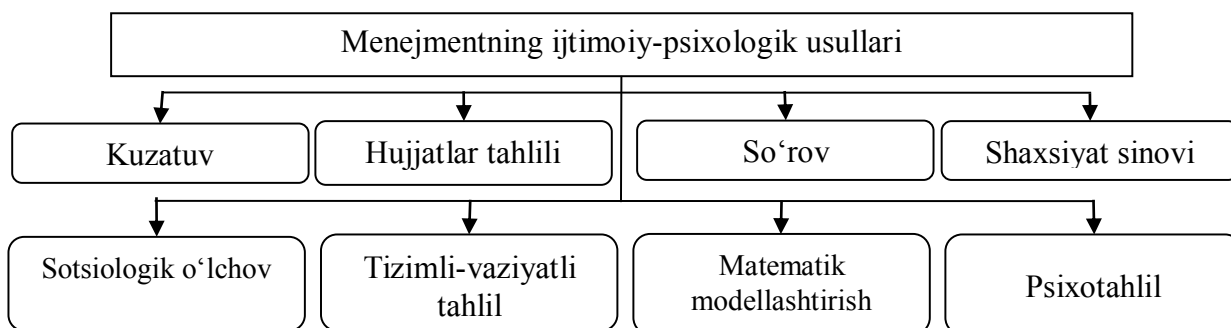 Menejmentning ijtimoiy-psixologik usullari
Kuzatuv
Hujjatlar tahlili
So‘rov
Shaxsiyat sinovi
Sotsiologik o‘lchov
Tizimli-vaziyatli
tahlil
Matematik
modellashtirish
Psixotahlil